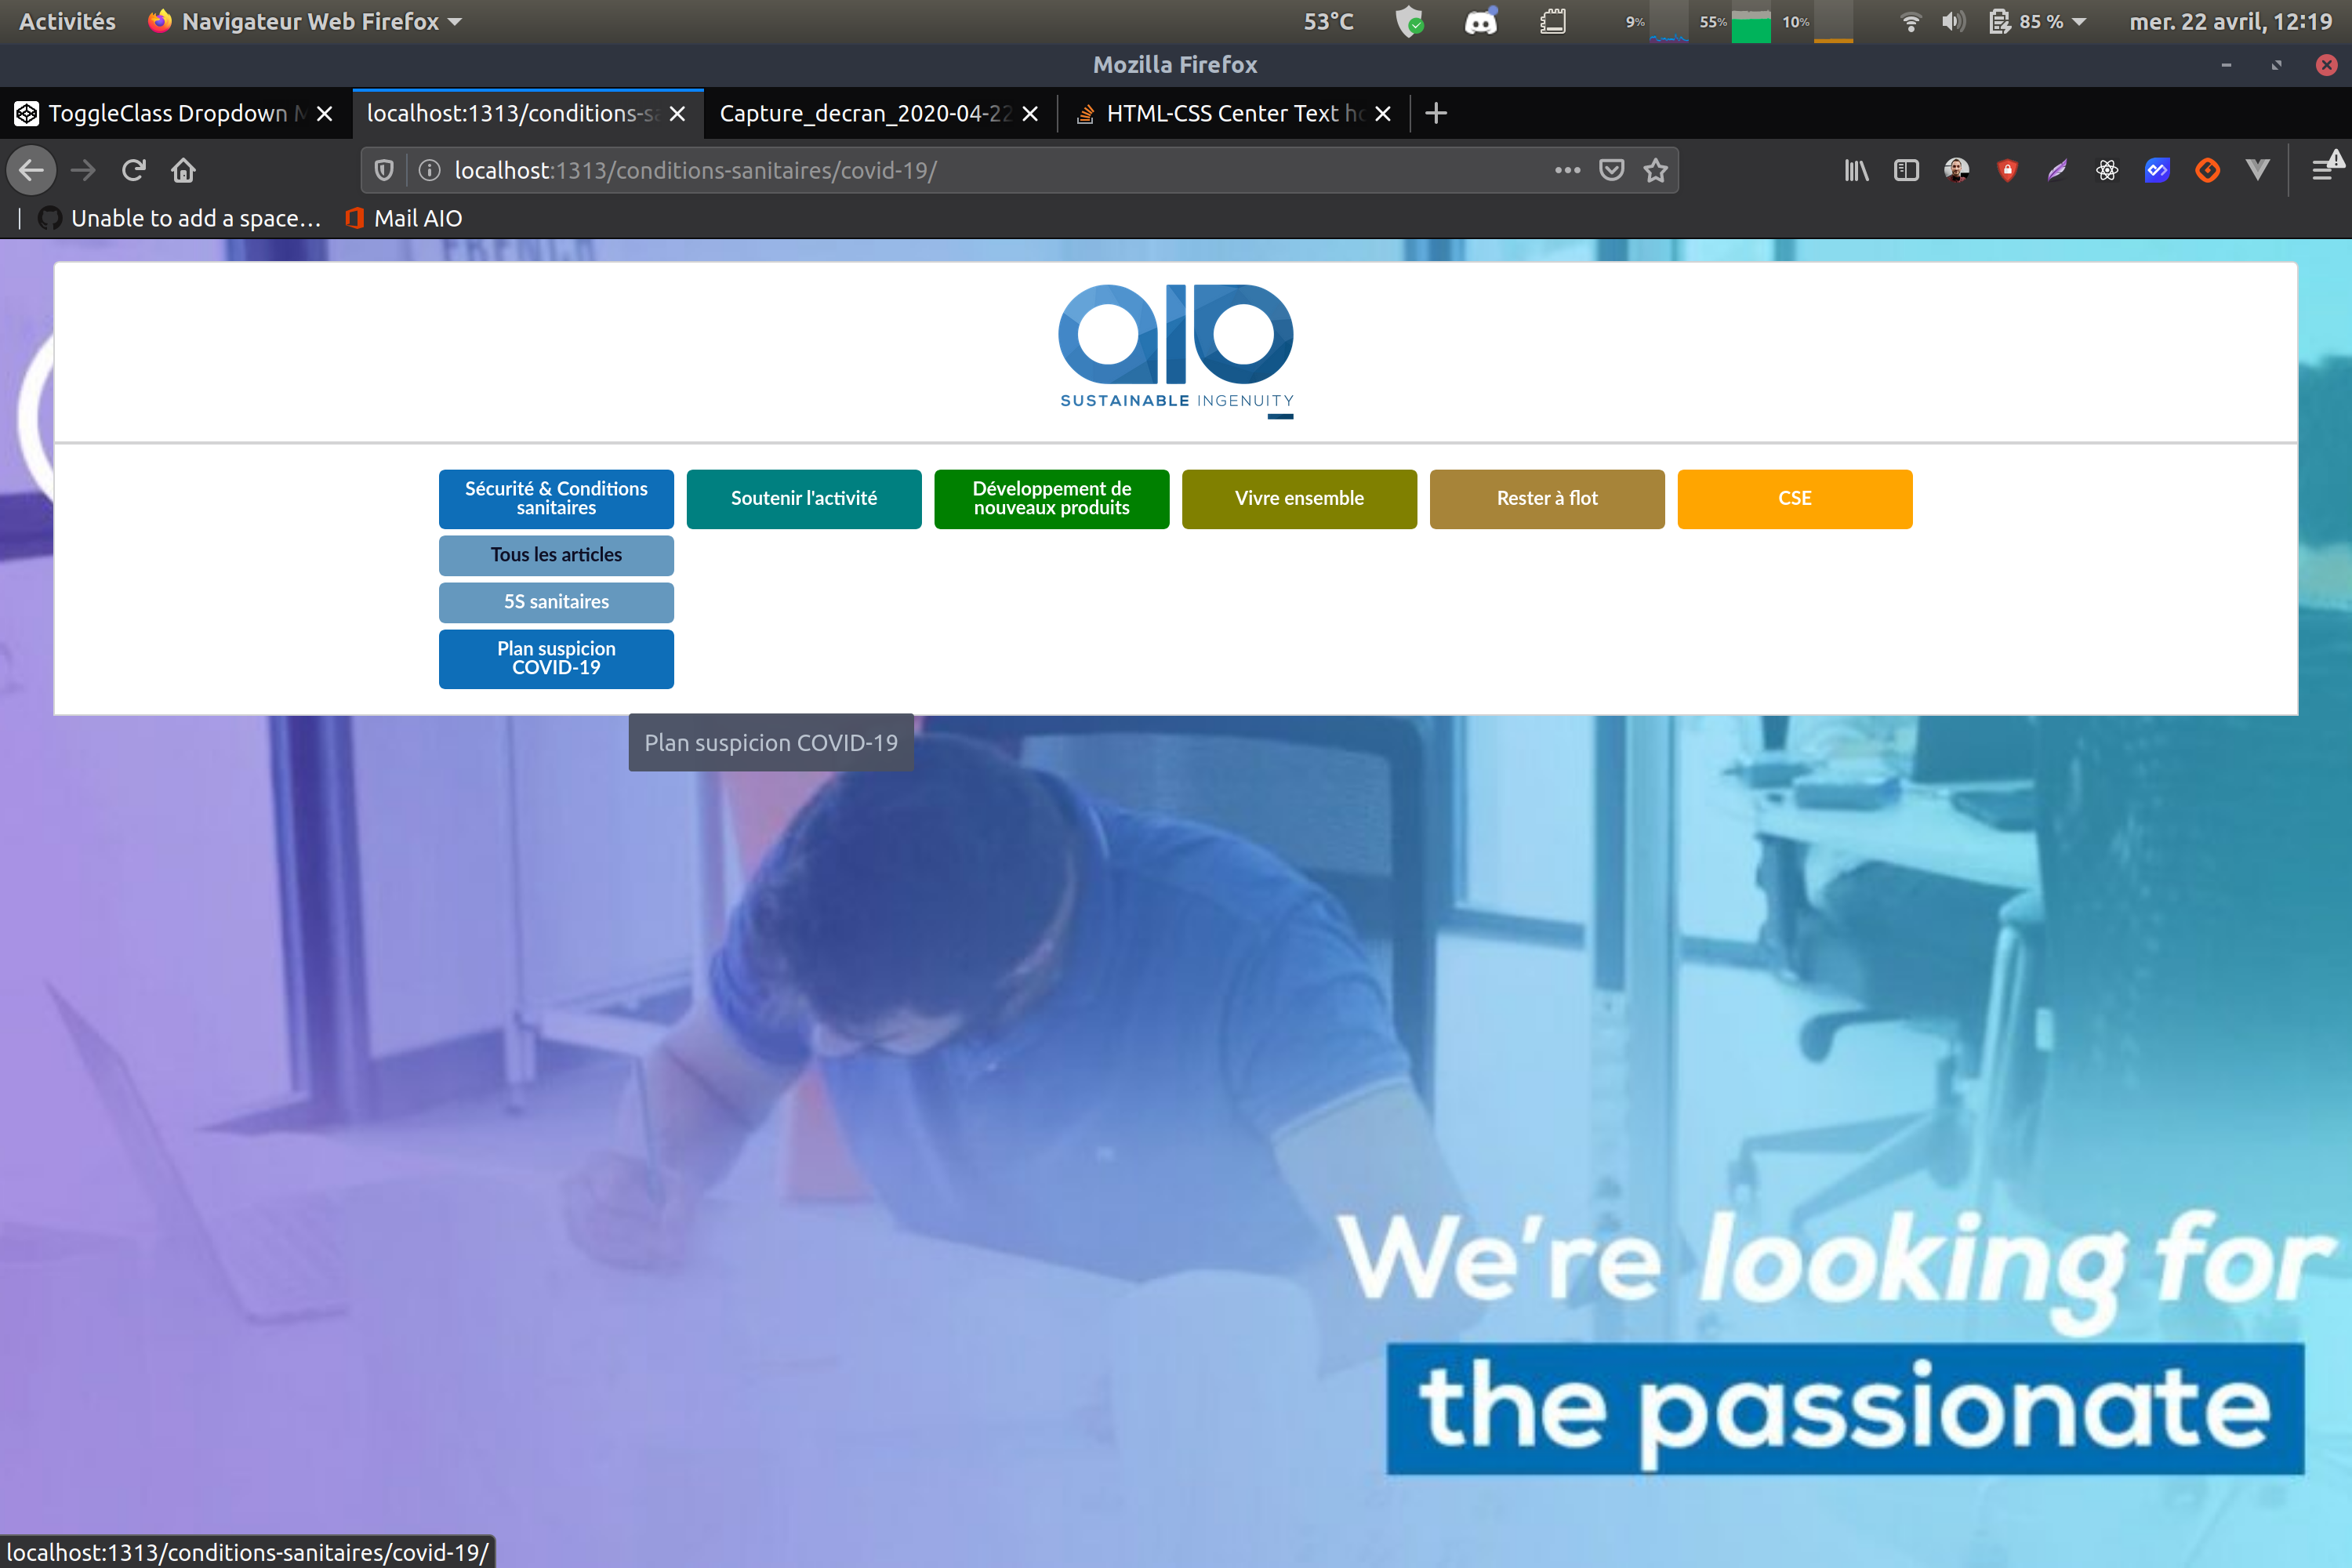 Activités
Navigateur Web Firefox
53°C
9%
55%
10%
85 %
mer. 22 avril, 12:19
Mozilla Firefox
ToggleClass Dropdown
localhost:1313/conditions-sa
Capture_decran_2020-04-22
HTML-CSS Center Text ho
localhost:1313/conditions-sanitaires/covid-19/
Unable to add a space…
Mail AIO
FRENCH
aio
SUSTAINABLE INGENUITY
Sécurité & Conditions
sanitaires
Soutenir l'activité
Développement de
nouveaux produits
Vivre ensemble
Rester à flot
CSE
Tous les articles
5S sanitaires
Plan suspicion
COVID-19
Plan suspicion COVID-19
We're looking for
the passionate
localhost:1313/conditions-sanitaires/covid-19/